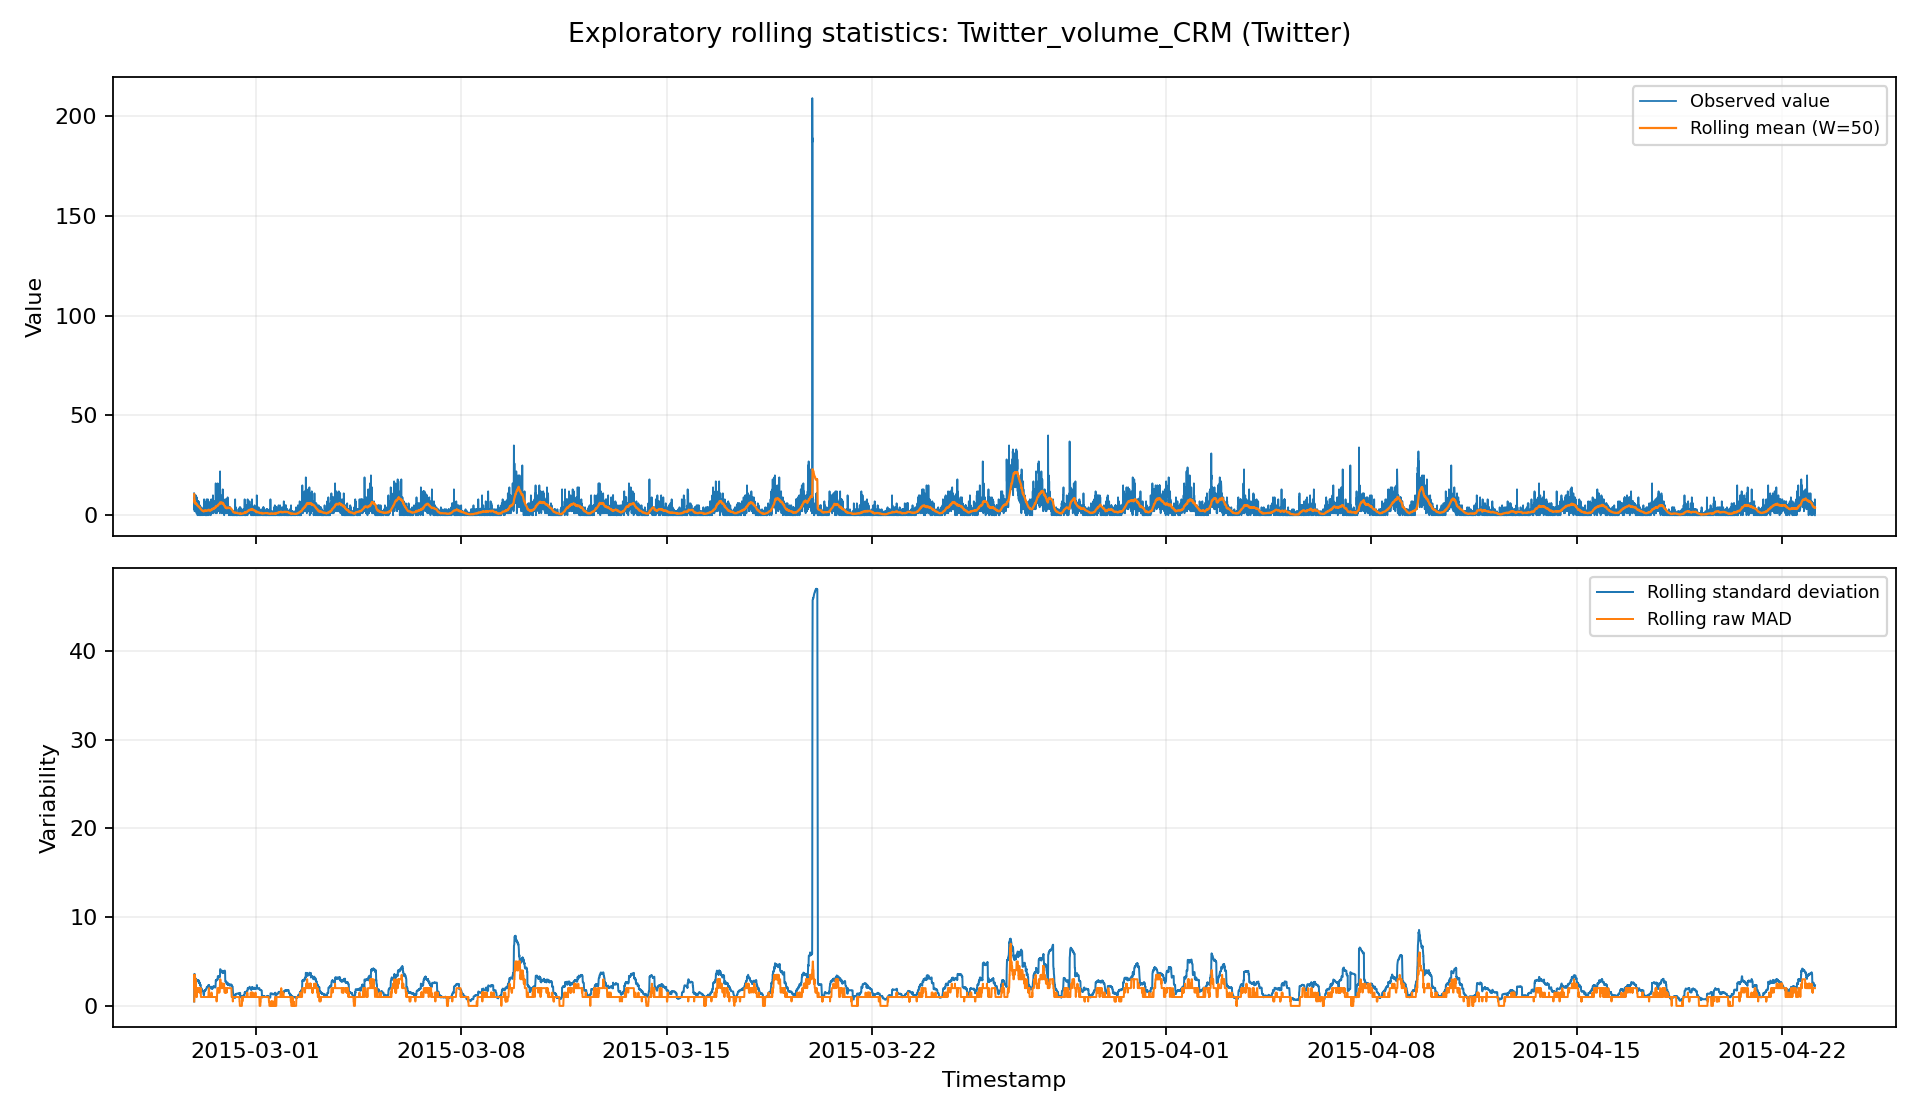 Exploratory rolling statistics: Twitter_volume_CRM (Twitter)
Value
200
150
100
50
0
Observed value
Rolling mean (W=50)
Variability
40
30
20
10
0
Rolling standard deviation
Rolling raw MAD
2015-03-01
2015-03-08
2015-03-15
2015-03-22
2015-04-01
2015-04-08
2015-04-15
2015-04-22
Timestamp